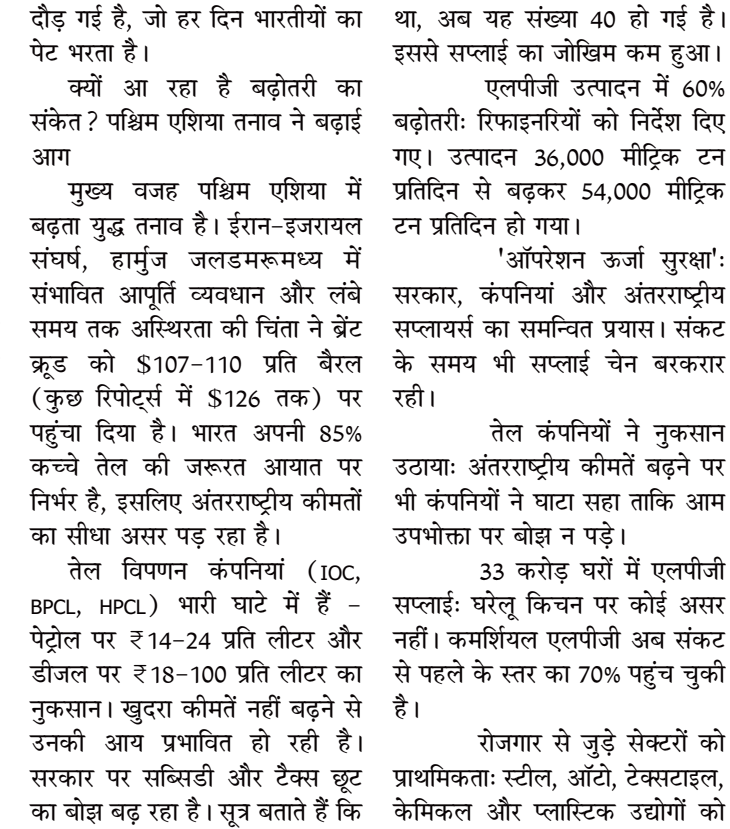 दौड़ गई है, जो हर दिन भारतीयों का
पेट भरता है।
क्यों आ रहा है बढ़ोतरी का
संकेत? पश्चिम एशिया तनाव ने बढ़ाई
आग
मुख्य वजह पश्चिम एशिया में
बढ़ता युद्ध तनाव है। ईरान-इजरायल
संघर्ष, हार्मुज जलडमरूमध्य में
संभावित आपूर्ति व्यवधान और लंबे
समय तक अस्थिरता की चिंता ने ब्रेंट
क्रूड को $107-110 प्रति बैरल
(कुछ रिपोर्ट्स में $126 तक) पर
पहुंचा दिया है। भारत अपनी 85%
कच्चे तेल की जरूरत आयात पर
निर्भर है, इसलिए अंतरराष्ट्रीय कीमतों
का सीधा असर पड़ रहा है।
तेल विपणन कंपनियां (IOC,
BPCL, HPCL) भारी घाटे में हैं -
पेट्रोल पर ₹14-24 प्रति लीटर और
डीजल पर ₹18-100 प्रति लीटर का
नुकसान। खुदरा कीमतें नहीं बढ़ने से
उनकी आय प्रभावित हो रही है।
सरकार पर सब्सिडी और टैक्स छूट
का बोझ बढ़ रहा है। सूत्र बताते हैं कि
था, अब यह संख्या 40 हो गई है।
इससे सप्लाई का जोखिम कम हुआ।
एलपीजी उत्पादन में 60%
बढ़ोतरीः रिफाइनरियों को निर्देश दिए
गए। उत्पादन 36,000 मीट्रिक टन
प्रतिदिन से बढ़कर 54,000 मीट्रिक
टन प्रतिदिन हो गया।
'ऑपरेशन ऊर्जा सुरक्षा'ः
सरकार, कंपनियां और अंतरराष्ट्रीय
सप्लायर्स का समन्वित प्रयास। संकट
के समय भी सप्लाई चेन बरकरार
रही।
तेल कंपनियों ने नुकसान
उठायाः अंतरराष्ट्रीय कीमतें बढ़ने पर
भी कंपनियों ने घाटा सहा ताकि आम
उपभोक्ता पर बोझ न पड़े।
33 करोड़ घरों में एलपीजी
सप्लाईः घरेलू किचन पर कोई असर
नहीं। कमर्शियल एलपीजी अब संकट
से पहले के स्तर का 70% पहुंच चुकी
है।
रोजगार से जुड़े सेक्टरों को
प्राथमिकताः स्टील, ऑटो, टेक्सटाइल,
केमिकल और प्लास्टिक उद्योगों को